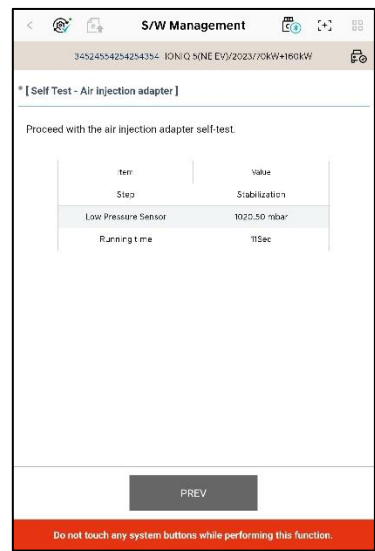 S/W Management
34524554254254354 IONIQ 5(NE EV)/2023/70kW+160kW
* [ Self Test - Air injection adapter ]
Proceed with the air injection adapter self-test.
Item Value
Step Stabilization
Low Pressure Sensor 1020.50 mbar
Running time 11Sec
PREV
Do not touch any system buttons while performing this function.